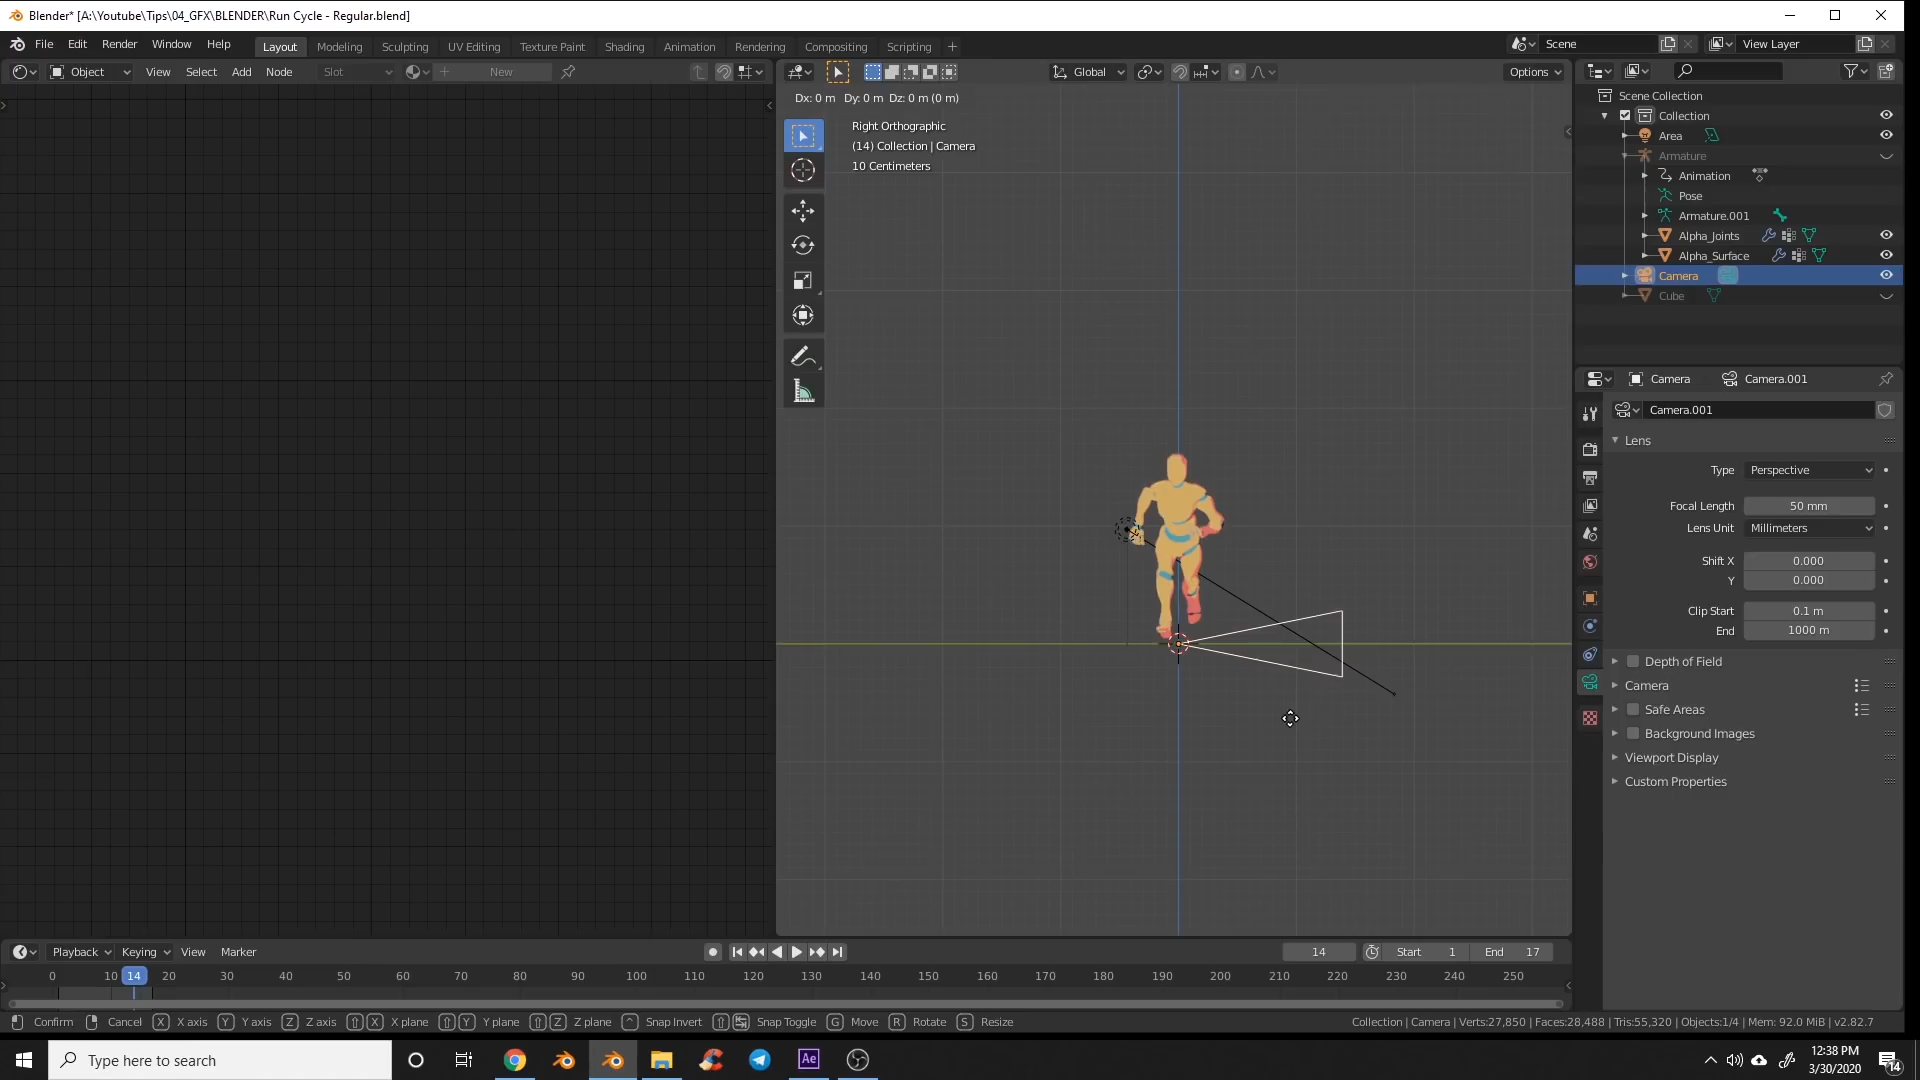 Blender* [A:\Youtube\Tips\04_GFX\BLENDER\Run Cycle - Regular.blend]
File Edit Render Window Help Layout Modeling Sculpting UV Editing Texture Paint Shading Animation Rendering Compositing Scripting + Scene View Layer
Object View Select Add Node Slot New Global Options
Dx: 0 m Dy: 0 m Dz: 0 m (0 m)
Right Orthographic
(14) Collection | Camera
10 Centimeters
Scene Collection
Collection
Area
Armature
Animation
Pose
Armature.001
Alpha_Joints
Alpha_Surface
Camera
Cube
Camera Camera.001
Camera.001
Lens
Type Perspective
Focal Length 50 mm
Lens Unit Millimeters
Shift X 0.000
Y 0.000
Clip Start 0.1 m
End 1000 m
Depth of Field
Camera
Safe Areas
Background Images
Viewport Display
Custom Properties
Playback Keying View Marker 14 Start 1 End 17
0 10 14 20 30 40 50 60 70 80 90 100 110 120 130 140 150 160 170 180 190 200 210 220 230 240 250
Confirm Cancel X X axis Y Y axis Z Z axis X X plane Y Y plane Z Z plane Snap Invert Snap Toggle G Move R Rotate S Resize Collection | Camera | Verts:27,850 | Faces:28,488 | Tris:55,320 | Objects:1/4 | Mem: 92.0 MiB | v2.82.7
Type here to search
Ae
12:38 PM
3/30/2020
14